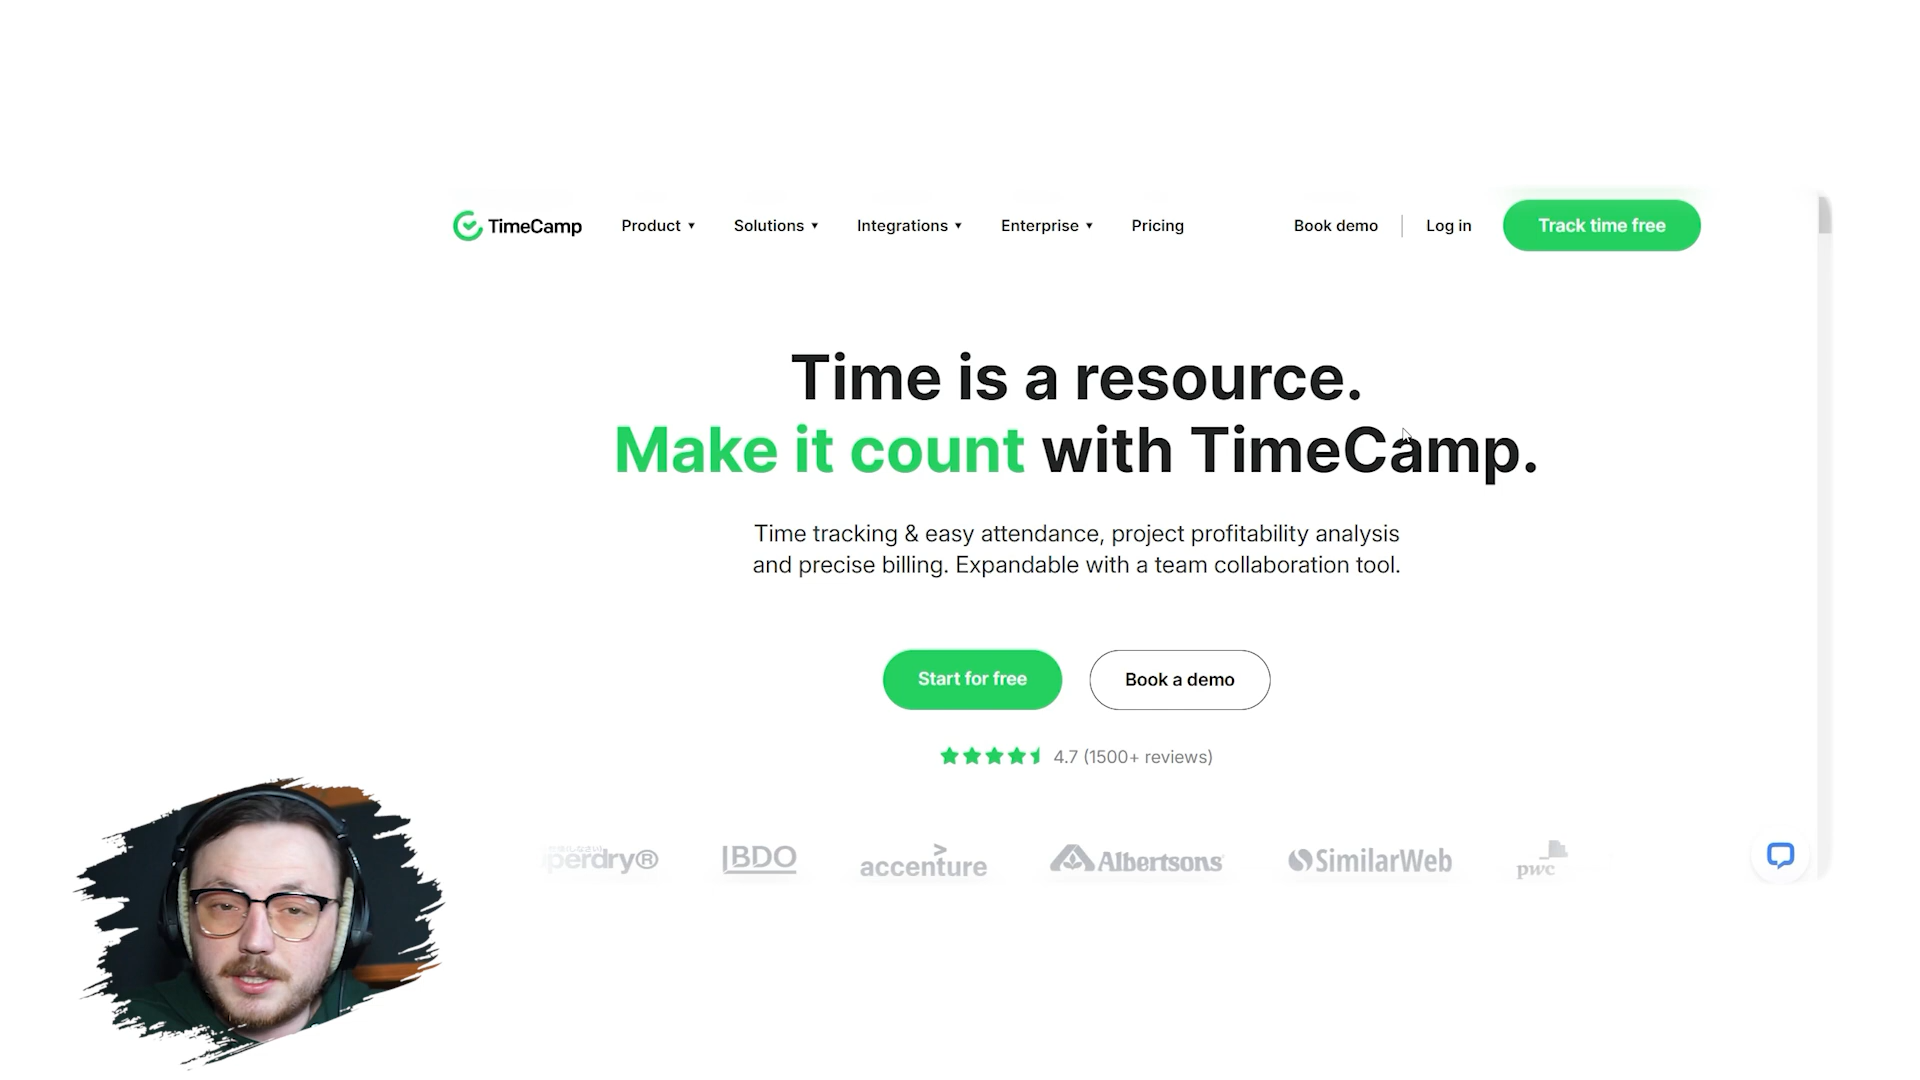 TimeCamp
Product ▾ Solutions ▾ Integrations ▾ Enterprise ▾ Pricing Book demo Log in Track time free
Time is a resource.
Make it count with TimeCamp.
Time tracking & easy attendance, project profitability analysis
and precise billing. Expandable with a team collaboration tool.
Start for free Book a demo
4.7 (1500+ reviews)
perdry® BDO accenture Albertsons SimilarWeb pwc